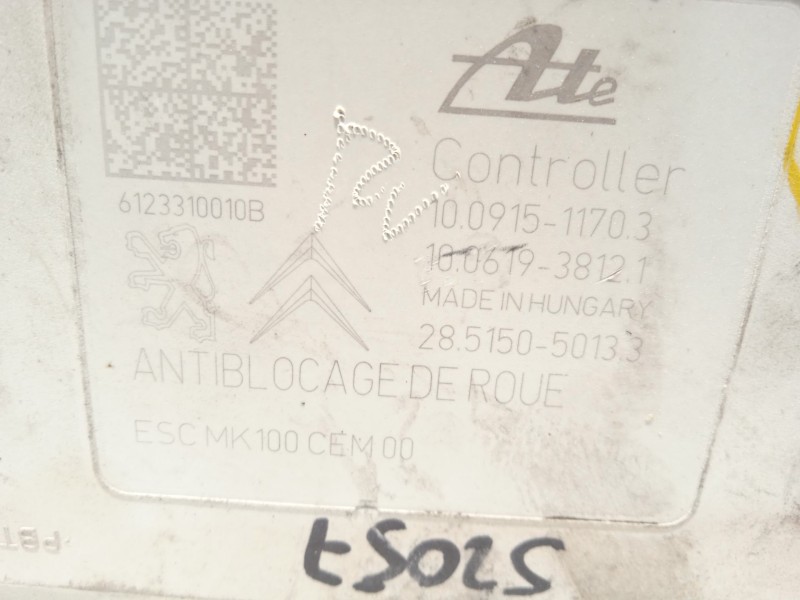 Ate
Controller
6123310010B
10.0915-1170.3
10.0619-3812.1
MADE IN HUNGARY
28.5150-5013.3
ANTIBLOCAGE DE ROUE
ESC MK100 CEM 00
PBT